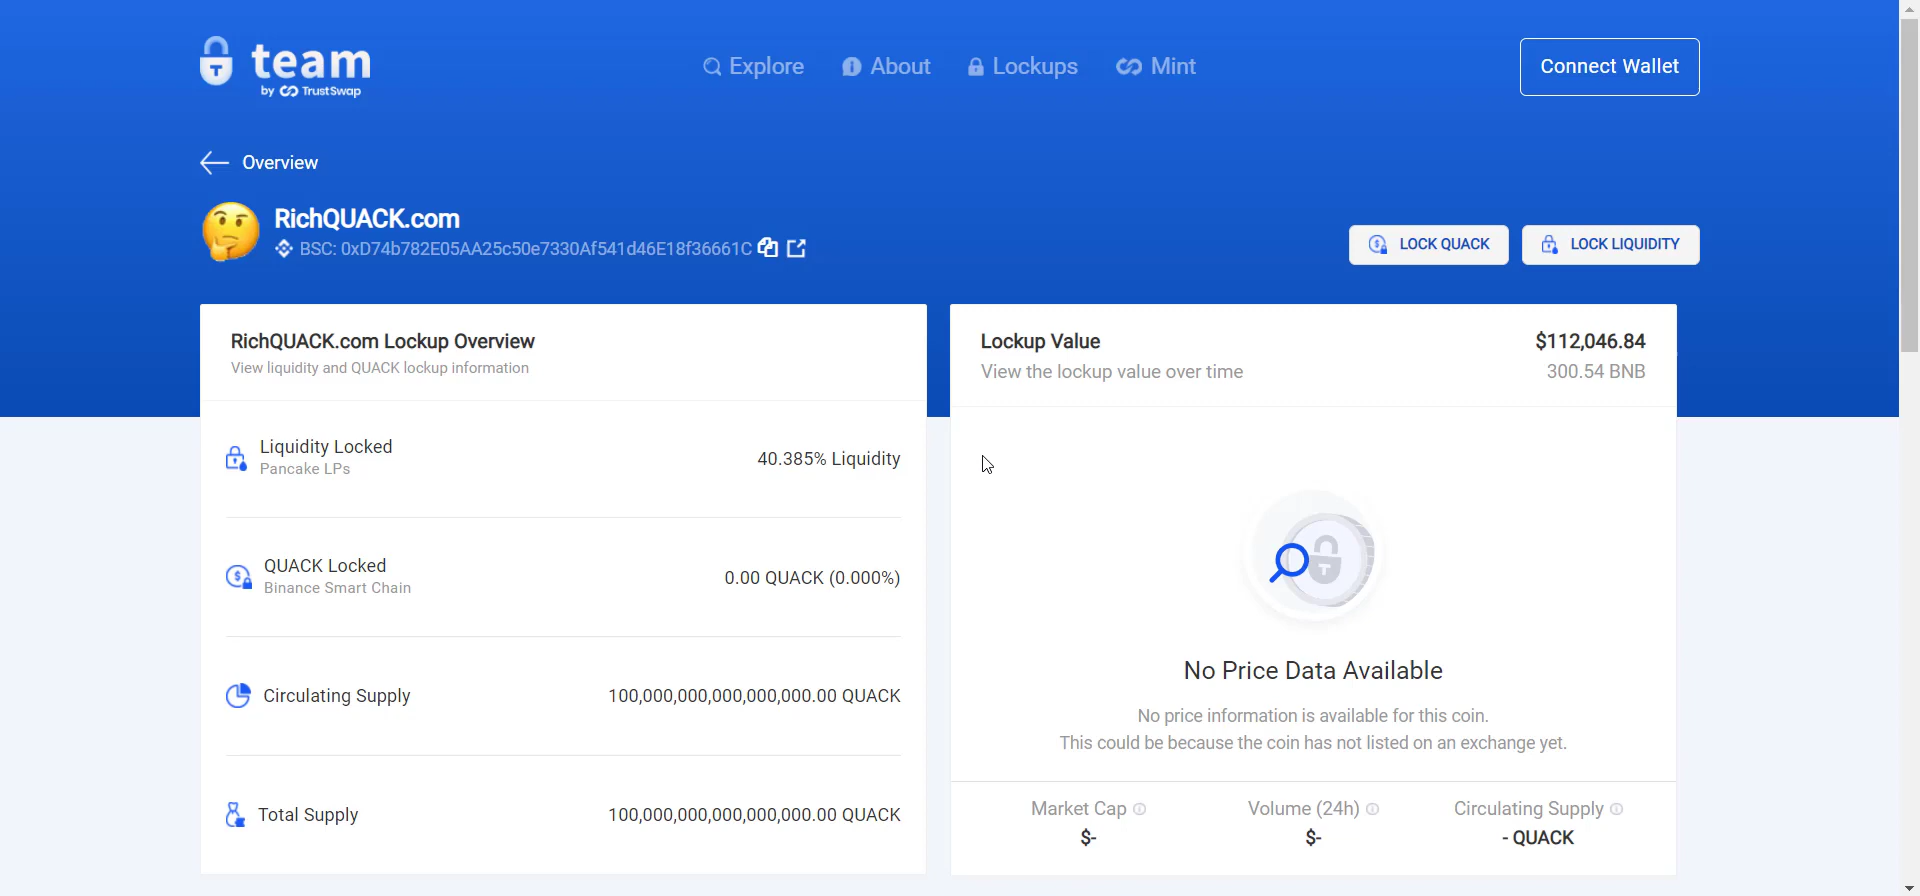 team
by TrustSwap
Explore
About
Lockups
Mint
Connect Wallet
Overview
RichQUACK.com
BSC: 0xD74b782E05AA25c50e7330Af541d46E18f36661C
LOCK QUACK
LOCK LIQUIDITY
RichQUACK.com Lockup Overview
View liquidity and QUACK lockup information
Liquidity Locked
Pancake LPs
40.385% Liquidity
QUACK Locked
Binance Smart Chain
0.00 QUACK (0.000%)
Circulating Supply
100,000,000,000,000,000.00 QUACK
Total Supply
100,000,000,000,000,000.00 QUACK
Lockup Value
$112,046.84
View the lockup value over time
300.54 BNB
No Price Data Available
No price information is available for this coin.
This could be because the coin has not listed on an exchange yet.
Market Cap
$-
Volume (24h)
$-
Circulating Supply
- QUACK